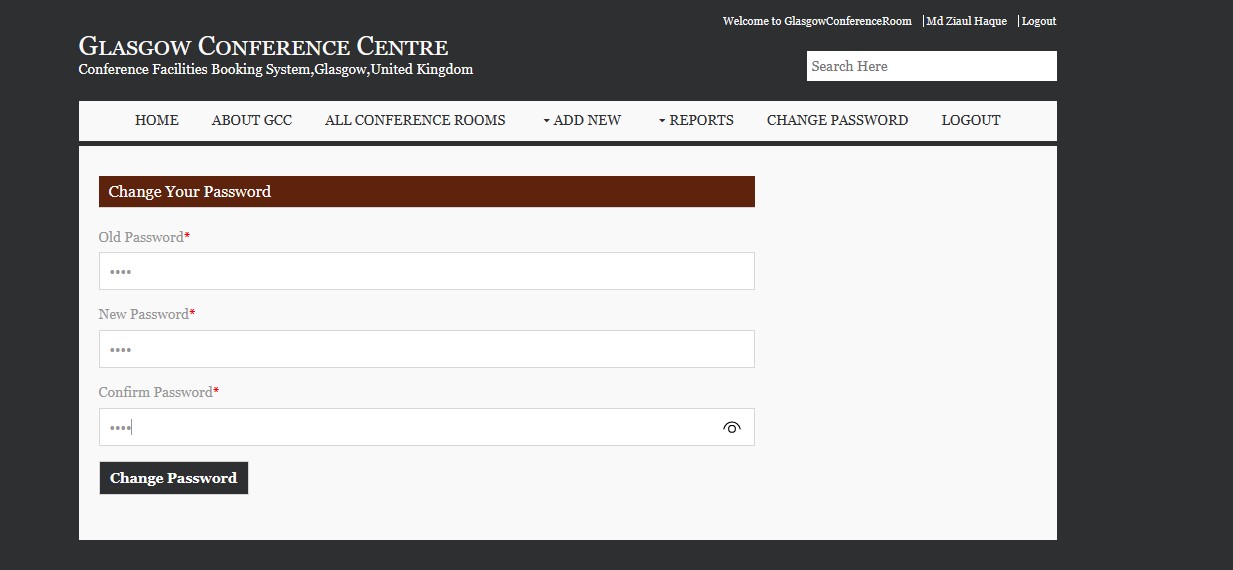 Welcome to GlasgowConferenceRoom | Md Ziaul Haque | Logout
GLASGOW CONFERENCE CENTRE
Conference Facilities Booking System,Glasgow,United Kingdom
Search Here
HOME ABOUT GCC ALL CONFERENCE ROOMS ADD NEW REPORTS CHANGE PASSWORD LOGOUT
Change Your Password
Old Password*
••••
New Password*
••••
Confirm Password*
••••
Change Password